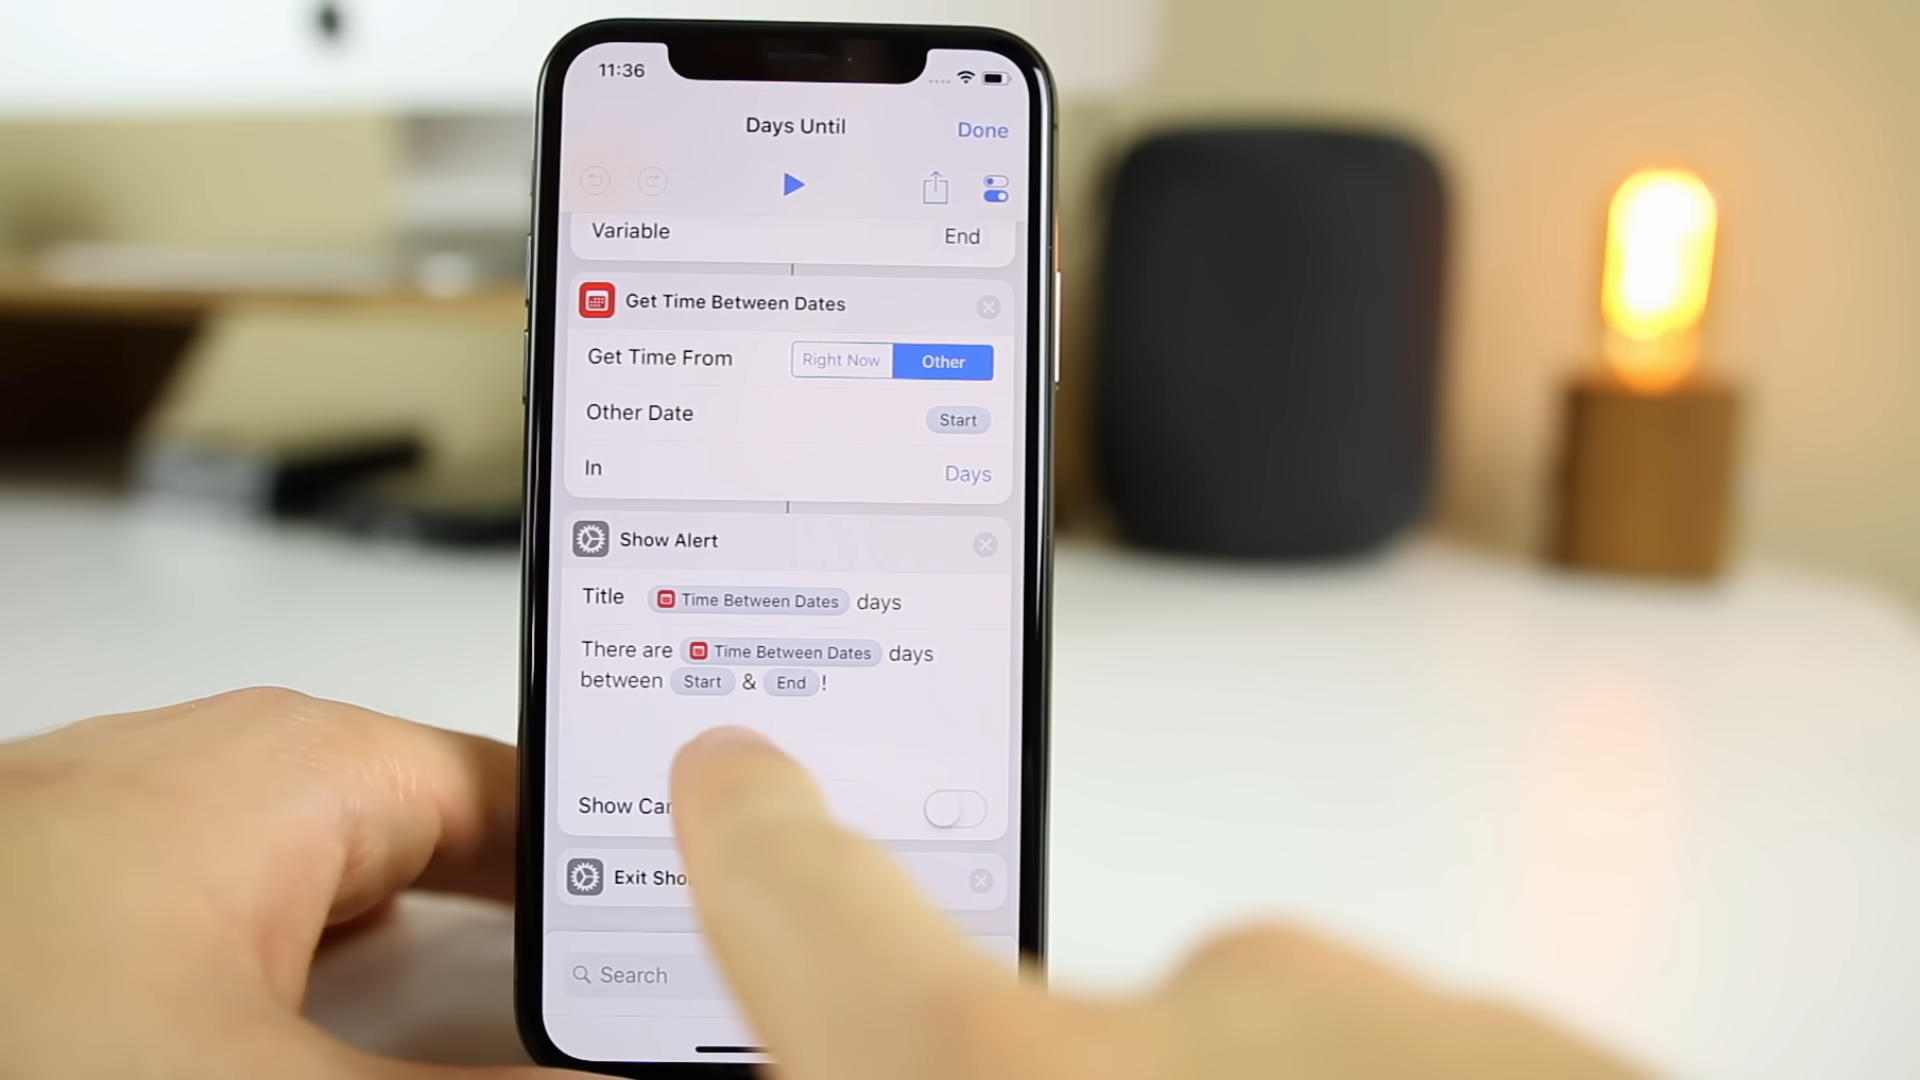 11:36
Days Until
Done
Variable
End
Get Time Between Dates
Get Time From
Right Now
Other
Other Date
Start
In
Days
Show Alert
Title Time Between Dates days
There are Time Between Dates days
between Start & End !
Show
Exit
Search